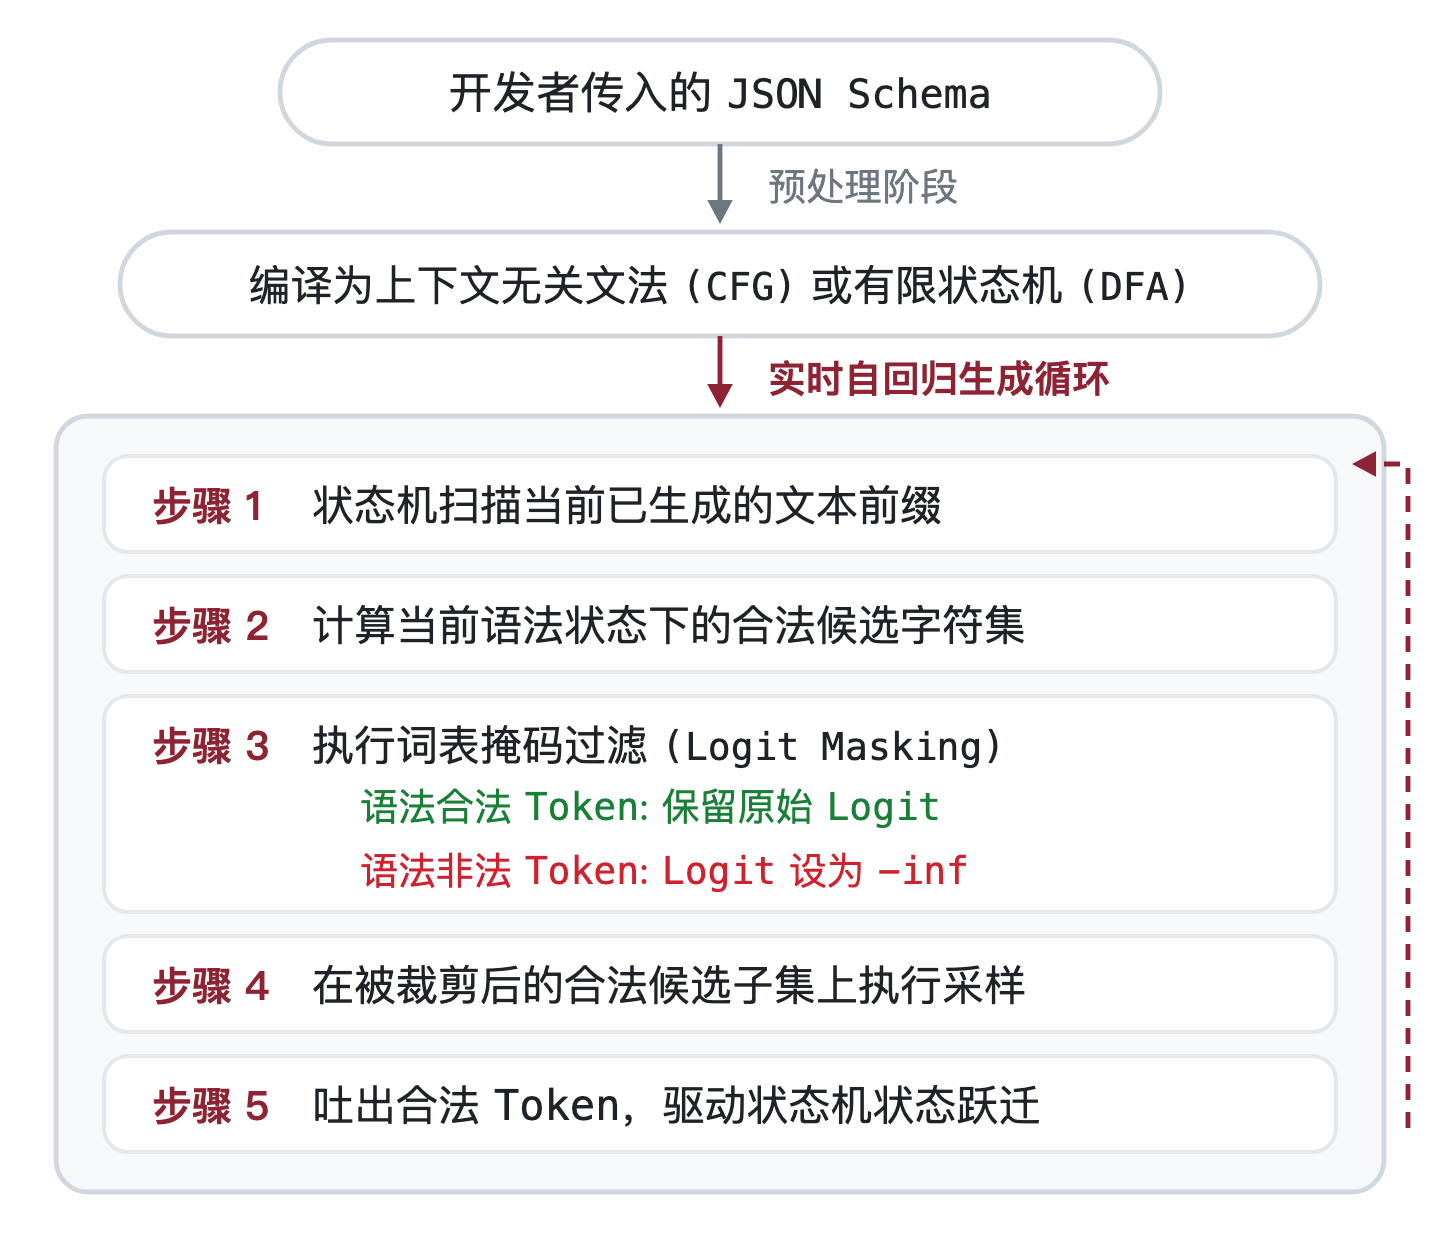 开发者传入的 JSON Schema
预处理阶段
编译为上下文无关文法 (CFG) 或有限状态机 (DFA)
实时自回归生成循环
步骤 1 状态机扫描当前已生成的文本前缀
步骤 2 计算当前语法状态下的合法候选字符集
步骤 3 执行词表掩码过滤 (Logit Masking)
语法合法 Token: 保留原始 Logit
语法非法 Token: Logit 设为 -inf
步骤 4 在被裁剪后的合法候选子集上执行采样
步骤 5 吐出合法 Token，驱动状态机状态跃迁